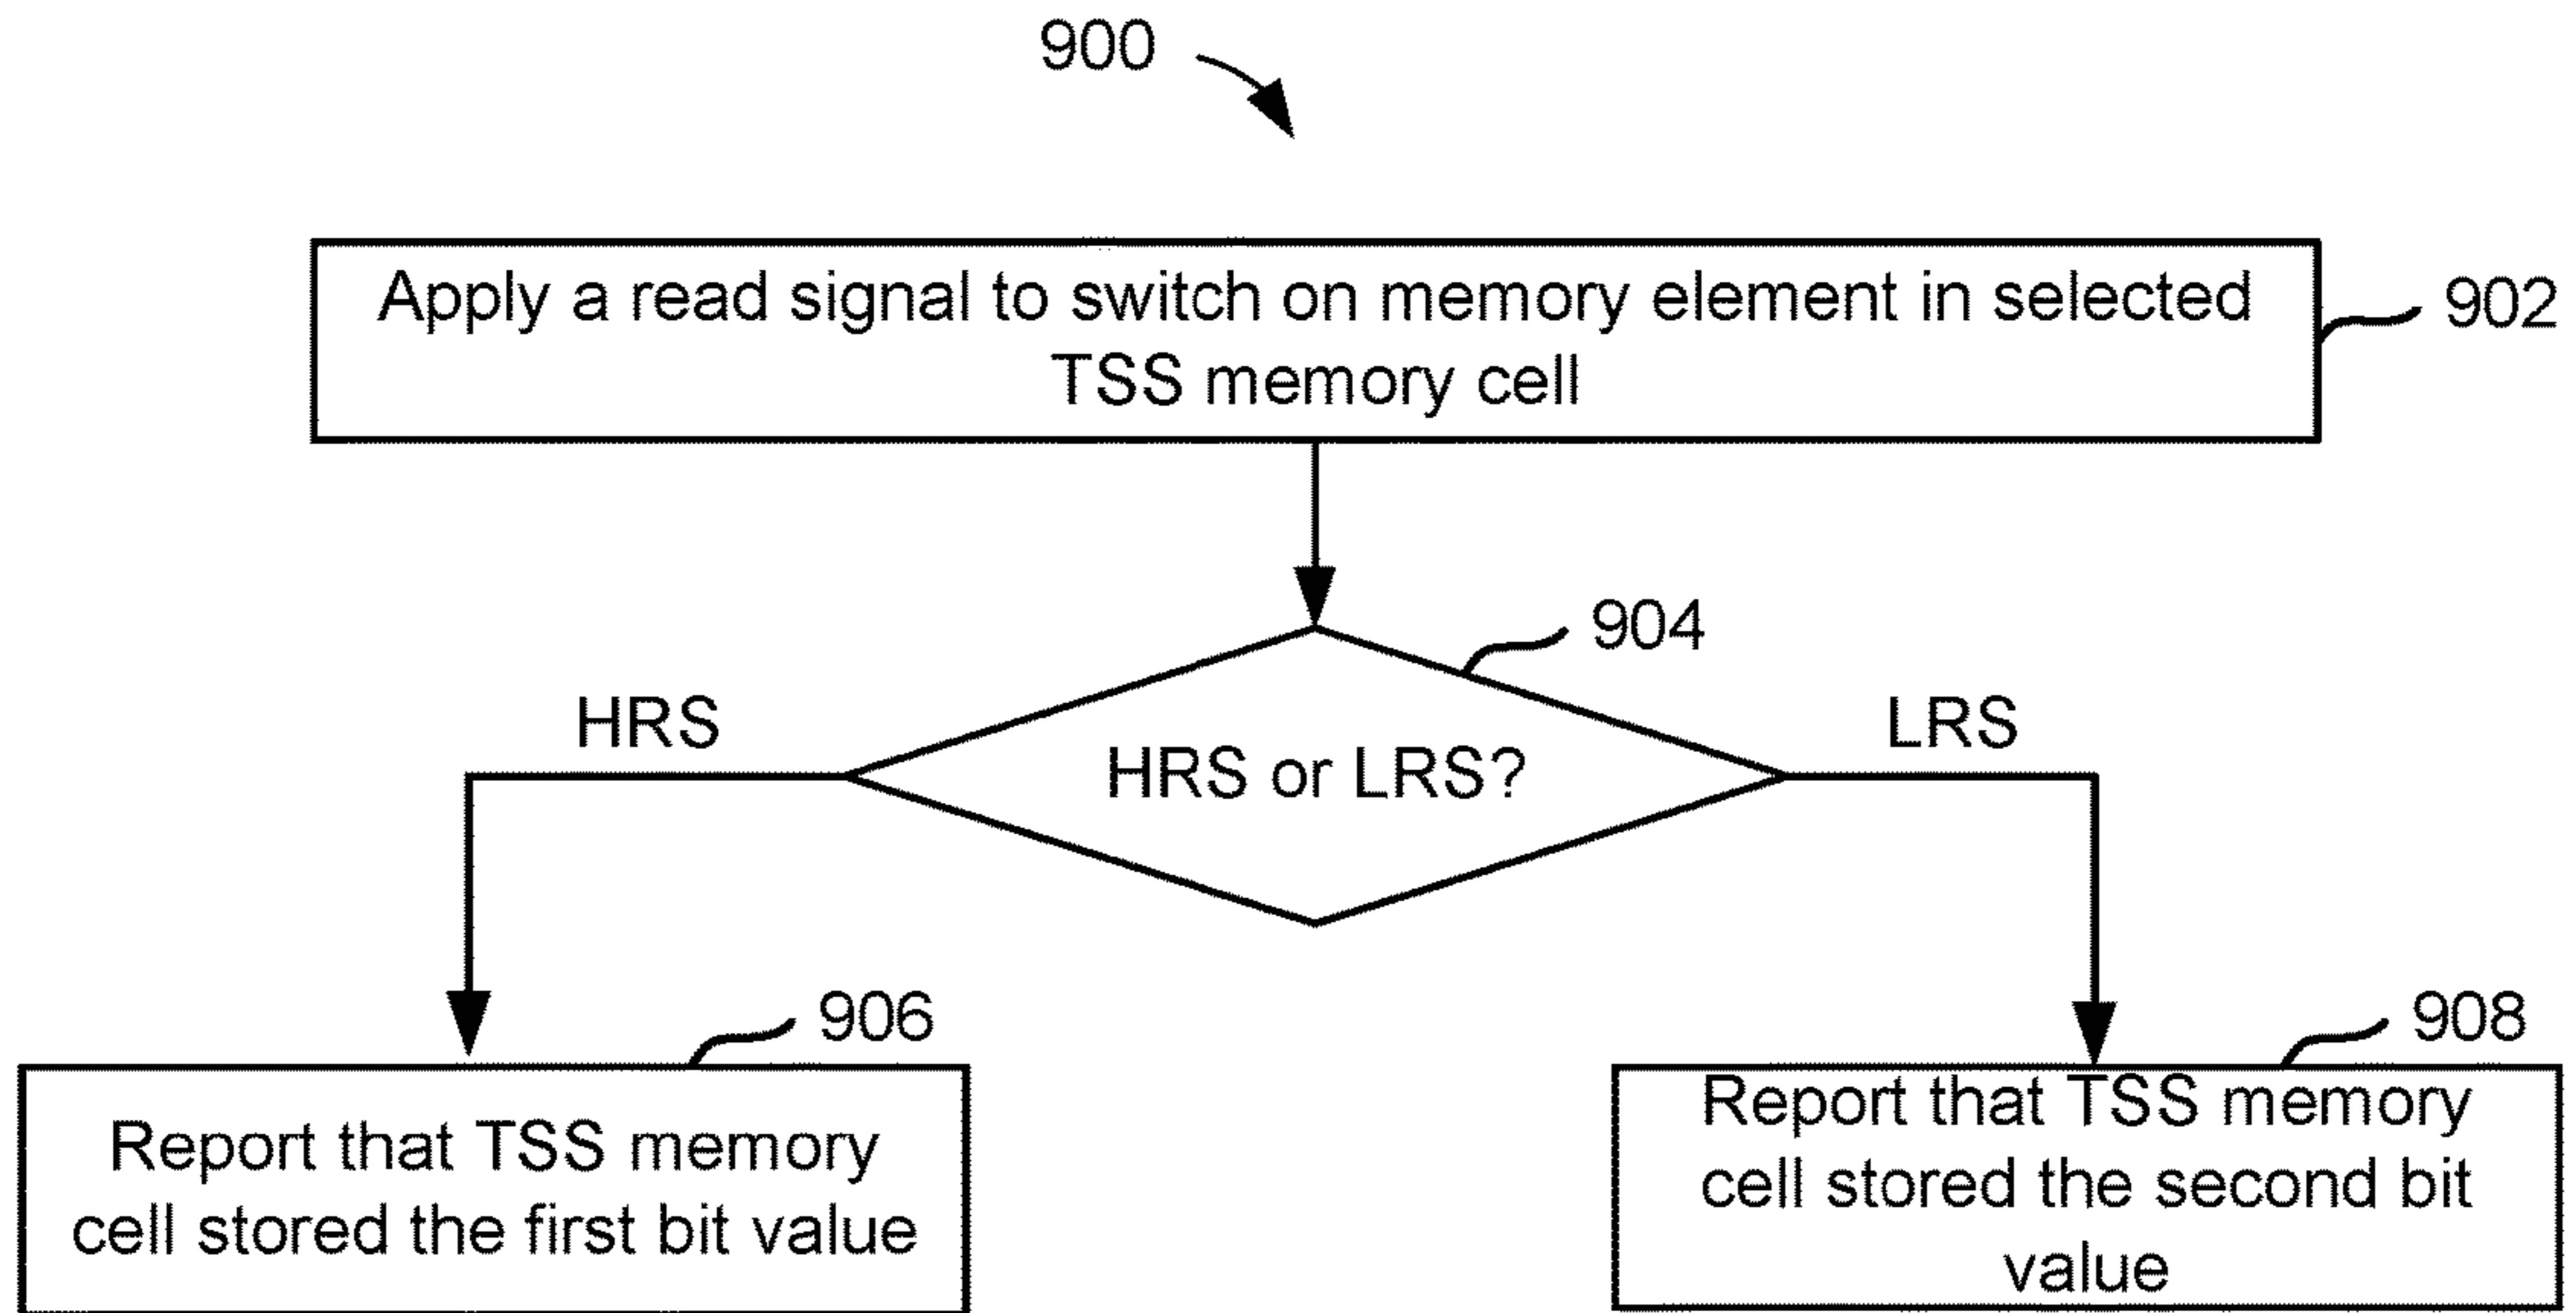 900
Apply a read signal to switch on memory element in selected
TSS memory cell
902
904
HRS
HRS or LRS?
LRS
906
Report that TSS memory
cell stored the first bit value
908
Report that TSS memory
cell stored the second bit
value